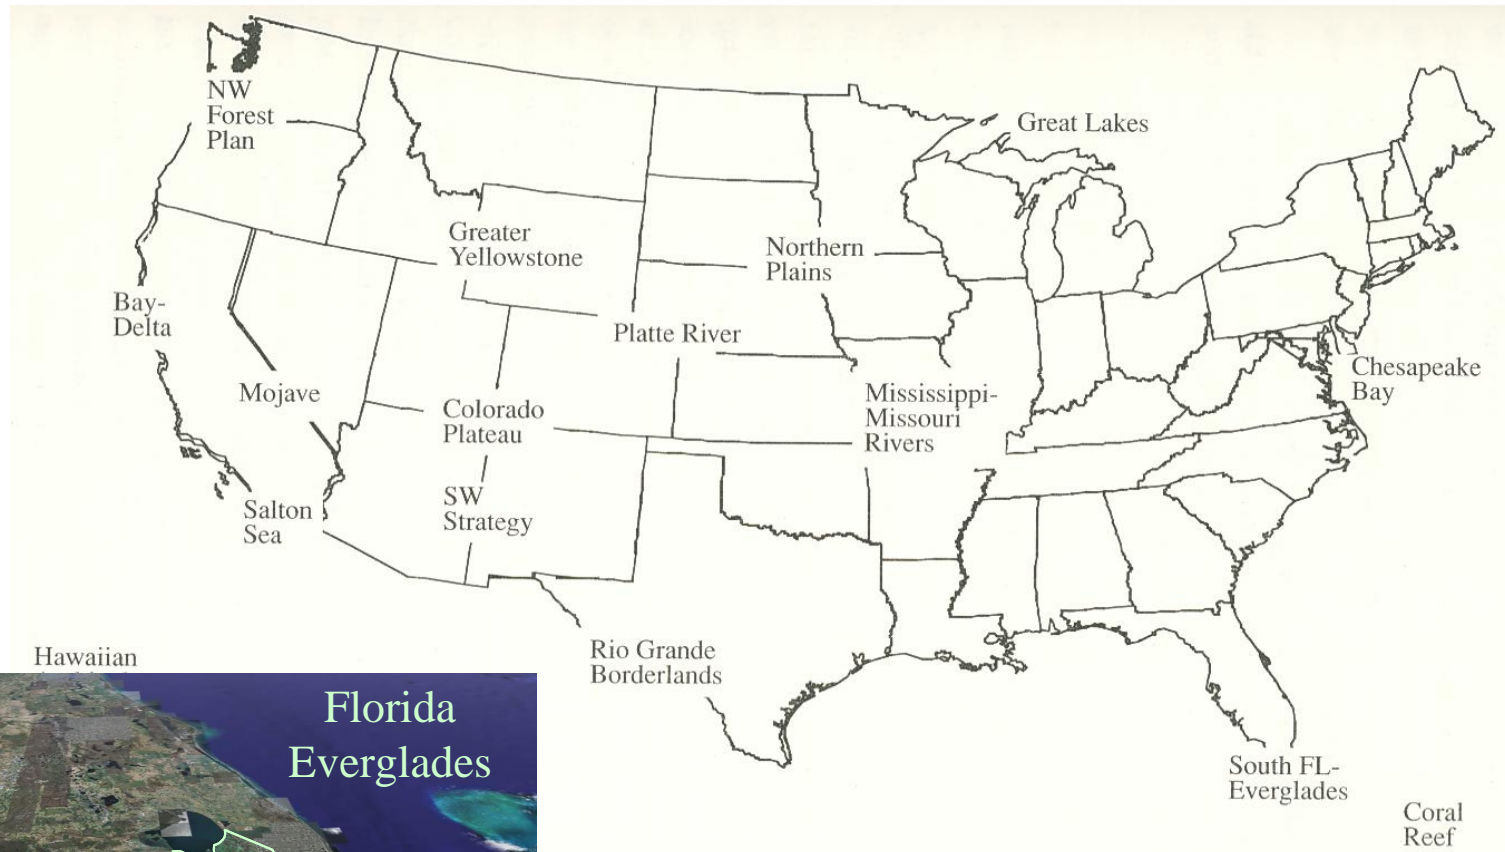 NW
Forest
Plan
Great Lakes
Greater
Yellowstone
Northern
Plains
Bay-
Delta
Platte River
Mojave
Colorado
Plateau
Mississippi-
Missouri
Rivers
Chesapeake
Bay
SW
Strategy
Salton
Sea
Rio Grande
Borderlands
Hawaiian
Florida
Everglades
South FL-
Everglades
Coral
Reef